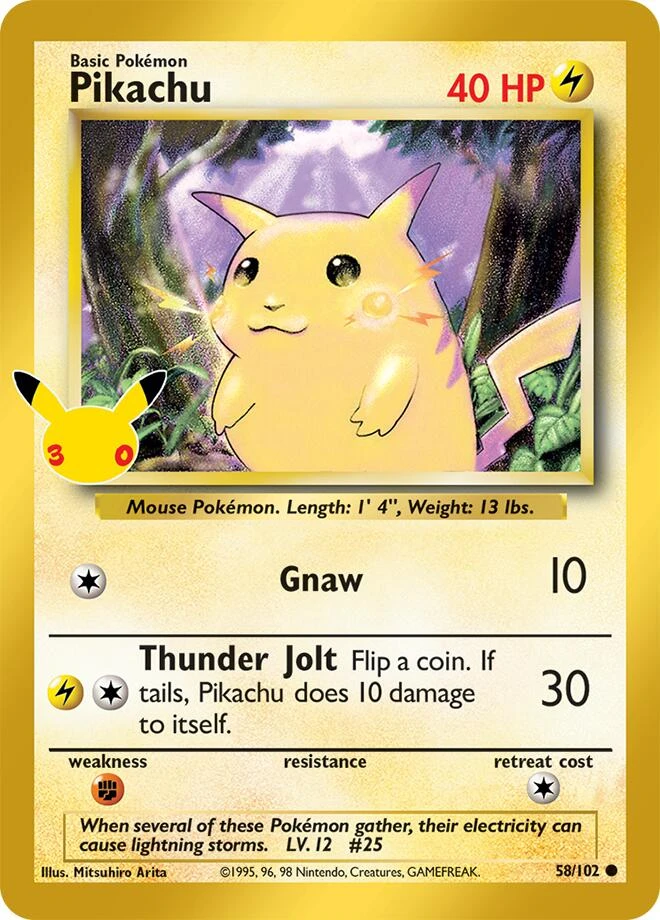 Basic Pokémon
Pikachu
40 HP
30
Mouse Pokémon. Length: 1' 4", Weight: 13 lbs.
Gnaw 10
Thunder Jolt Flip a coin. If
tails, Pikachu does 10 damage
to itself.
30
weakness resistance retreat cost
When several of these Pokémon gather, their electricity can
cause lightning storms. LV. 12 #25
Illus. Mitsuhiro Arita ©1995, 96, 98 Nintendo, Creatures, GAMEFREAK. 58/102